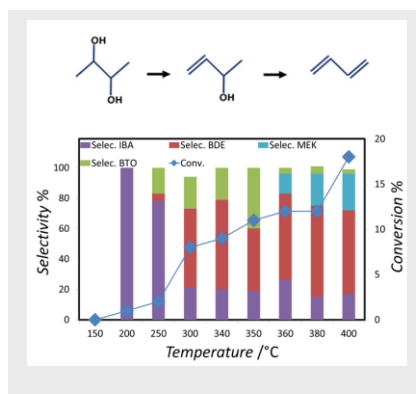 OH
OH
OH
Selec. IBA Selec. BDE Selec. MEK
Selec. BTO Conv.
Selectivity %
100
80
60
40
20
0
20
15
10
5
0
Conversion %
150 200 250 300 340 350 360 380 400
Temperature /°C